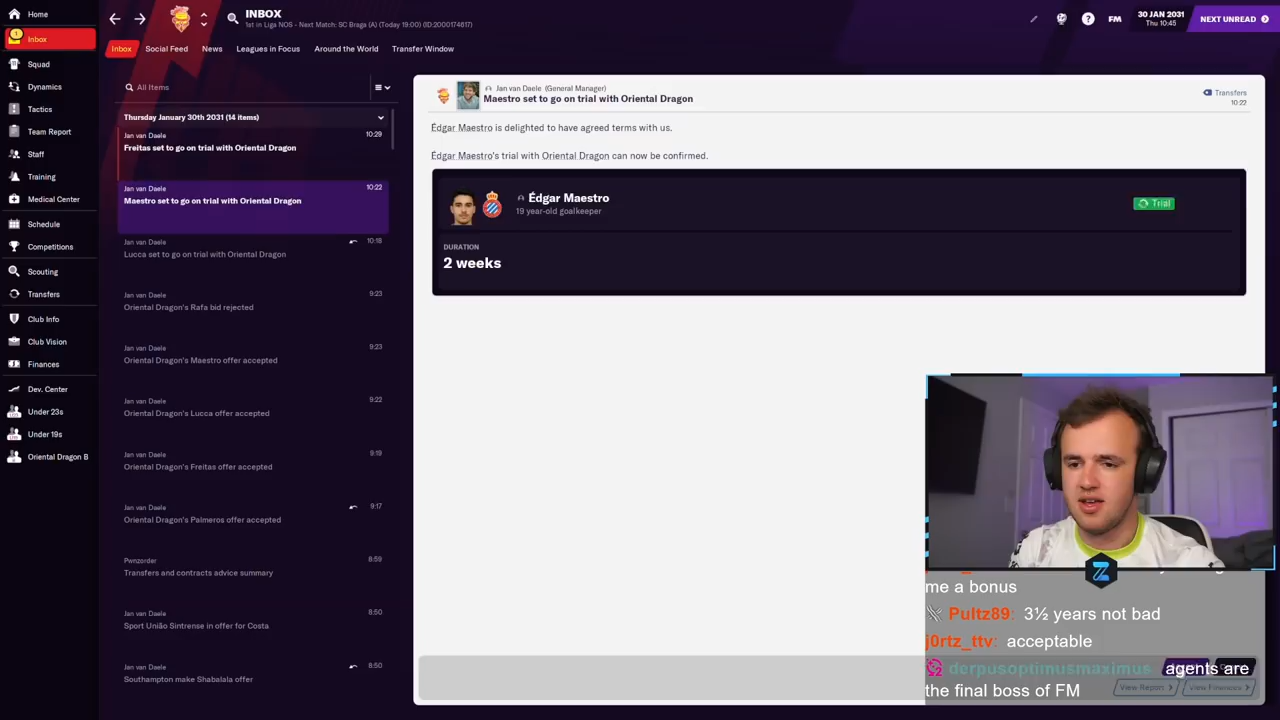 Home
Inbox
Squad
Dynamics
Tactics
Team Report
Staff
Training
Medical Center
Schedule
Competitions
Scouting
Transfers
Club Info
Club Vision
Finances
Dev. Center
Under 23s
Under 19s
Oriental Dragon B
INBOX
1st in Liga NOS - Next Match: SC Braga (A) (Today 19:00) (ID:2000174817)
FM
30 JAN 2031
Thu 10:45
NEXT UNREAD
Inbox
Social Feed
News
Leagues in Focus
Around the World
Transfer Window
All Items
Thursday January 30th 2031 (14 items)
Jan van Daele 10:29
Freitas set to go on trial with Oriental Dragon
Jan van Daele 10:22
Maestro set to go on trial with Oriental Dragon
Jan van Daele 10:18
Lucca set to go on trial with Oriental Dragon
Jan van Daele 9:23
Oriental Dragon's Rafa bid rejected
Jan van Daele 9:23
Oriental Dragon's Maestro offer accepted
Jan van Daele 9:22
Oriental Dragon's Lucca offer accepted
Jan van Daele 9:19
Oriental Dragon's Freitas offer accepted
Jan van Daele 9:17
Oriental Dragon's Palmeros offer accepted
Pwnzorder 8:59
Transfers and contracts advice summary
Jan van Daele 8:50
Sport União Sintrense in offer for Costa
Jan van Daele 8:50
Southampton make Shabalala offer
Jan van Daele (General Manager)
Maestro set to go on trial with Oriental Dragon
Transfers
10:22
Édgar Maestro is delighted to have agreed terms with us.
Édgar Maestro's trial with Oriental Dragon can now be confirmed.
Édgar Maestro
19 year-old goalkeeper
Trial
DURATION
2 weeks
me a bonus
Pultz89: 3½ years not bad
j0rtz_ttv: acceptable
derpusoptimusmaximus: agents are
the final boss of FM
View Report
View Finances